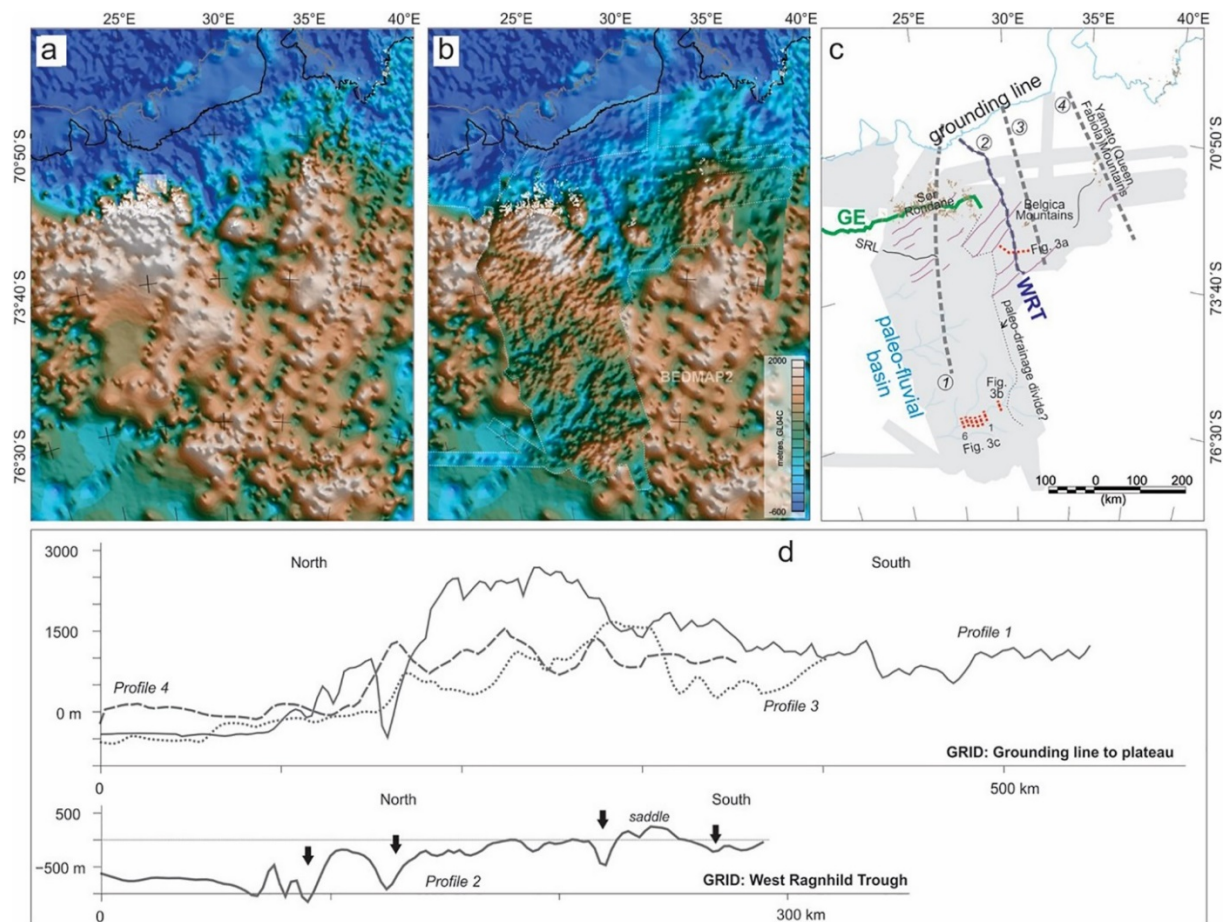 25°E 30°E 35°E 40°E
25°E 30°E 35°E 40°E
25°E 30°E 35°E 40°E
a
b
c
70°50'S
73°40'S
76°30'S
BEDMAP2
2000
metres_GL04C
-600
grounding line
1
2
3
4
Yamato (Queen
Fabiola) Mountains
Sør
Rondane
Belgica
Mountains
GE
SRL
Fig. 3a
WRT
paleo-fluvial
basin
paleo-drainage divide?
1
Fig.
3b
6
1
Fig. 3c
100 0 100 200
(km)
70°50'S
73°40'S
76°30'S
d
3000
North
South
1500
Profile 1
Profile 4
0 m
Profile 3
GRID: Grounding line to plateau
0
500 km
North
South
500
saddle
−500 m
Profile 2
GRID: West Ragnhild Trough
0
300 km